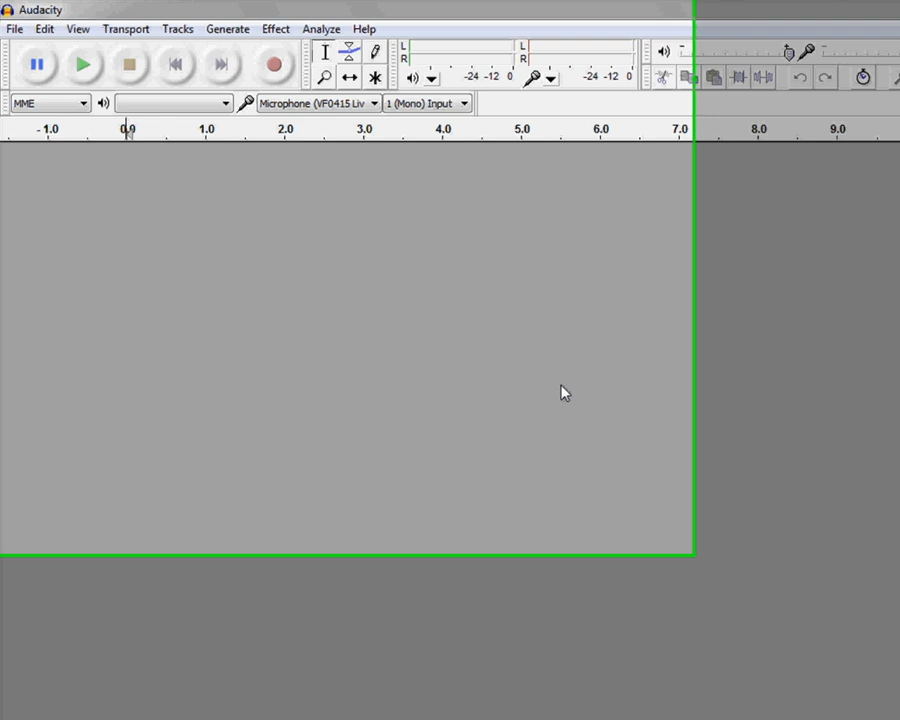 Audacity
File Edit View Transport Tracks Generate Effect Analyze Help
L L
R R
-24 -12 0 -24 -12 0
MME Microphone (VF0415 Liv 1 (Mono) Input
- 1.0 0.0 1.0 2.0 3.0 4.0 5.0 6.0 7.0 8.0 9.0